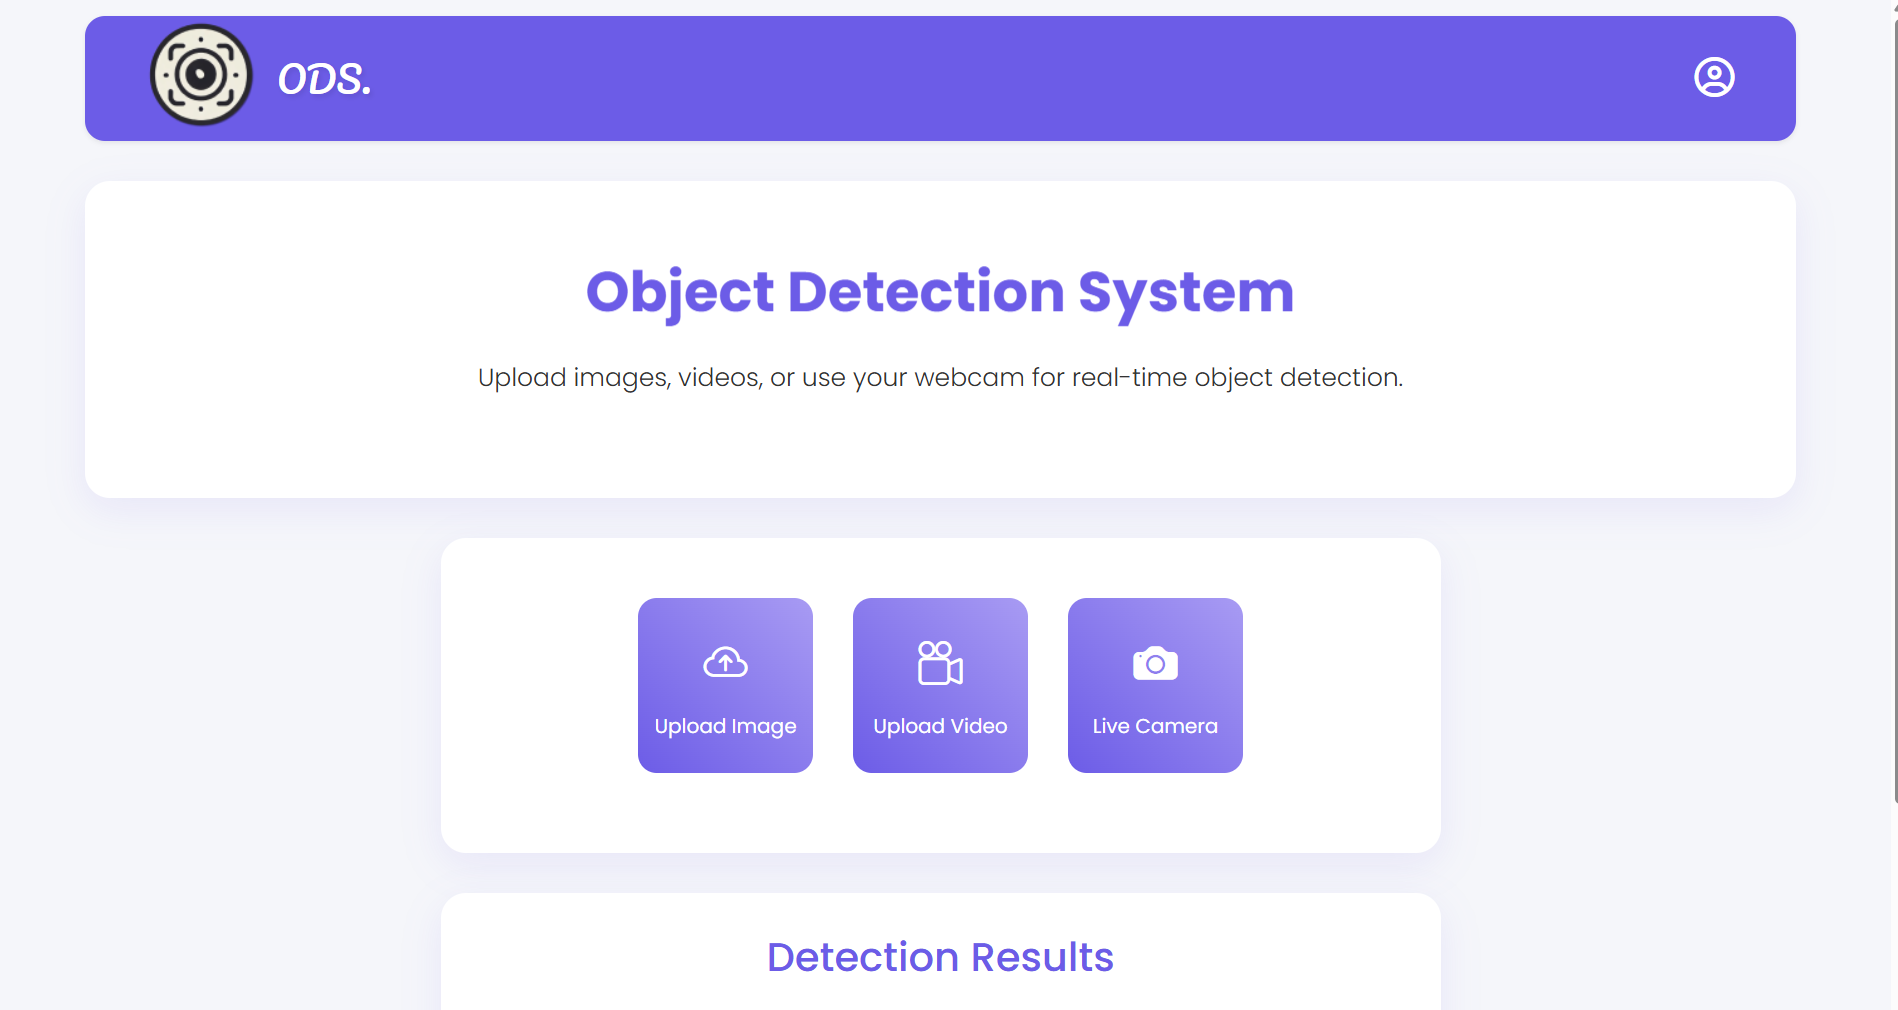 ODS.
Object Detection System
Upload images, videos, or use your webcam for real-time object detection.
Upload Image
Upload Video
Live Camera
Detection Results